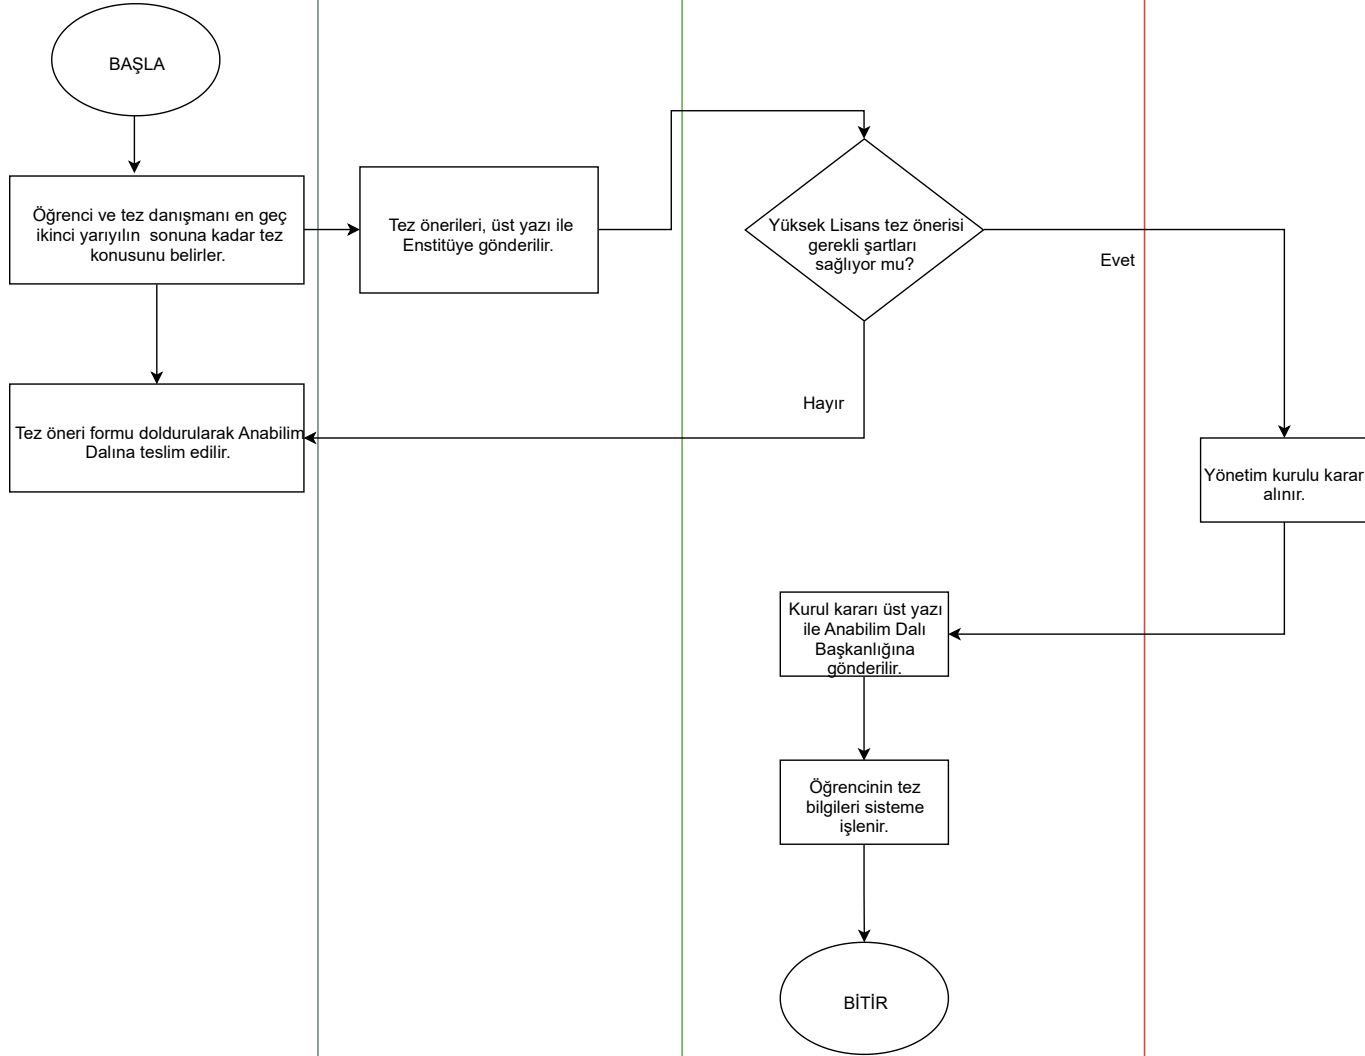 BAŞLA
Öğrenci ve tez danışmanı en geç
ikinci yarıyılın sonuna kadar tez
konusunu belirler.
Tez önerileri, üst yazı ile
Enstitüye gönderilir.
Yüksek Lisans tez önerisi
gerekli şartları
sağlıyor mu?
Evet
Hayır
Tez öneri formu doldurularak Anabilim
Dalına teslim edilir.
Yönetim kurulu karar
alınır.
Kurul kararı üst yazı
ile Anabilim Dalı
Başkanlığına
gönderilir.
Öğrencinin tez
bilgileri sisteme
işlenir.
BİTİR